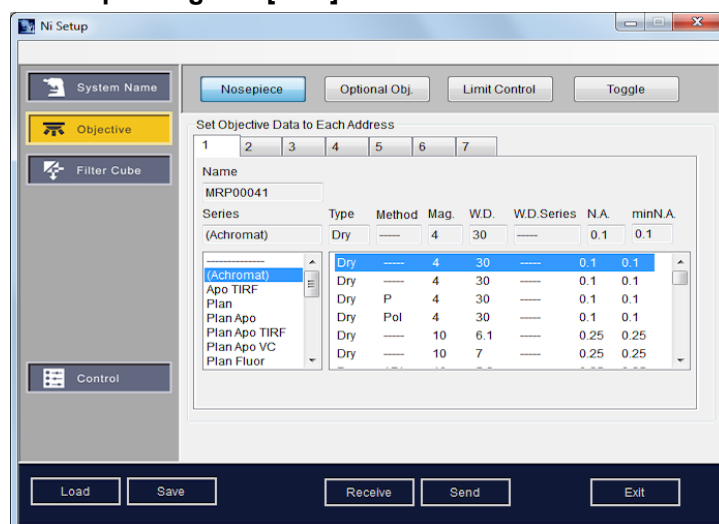 Ni Setup
System Name
Objective
Filter Cube
Control
Nosepiece Optional Obj. Limit Control Toggle
Set Objective Data to Each Address
1 2 3 4 5 6 7
Name
MRP00041
Series Type Method Mag. W.D. W.D.Series N.A. minN.A.
(Achromat) Dry ----- 4 30 ----- 0.1 0.1
--------------
(Achromat)
Apo TIRF
Plan
Plan Apo
Plan Apo TIRF
Plan Apo VC
Plan Fluor
Dry ----- 4 30 ----- 0.1 0.1
Dry ----- 4 30 ----- 0.1 0.1
Dry P 4 30 ----- 0.1 0.1
Dry Pol 4 30 ----- 0.1 0.1
Dry ----- 10 6.1 ----- 0.25 0.25
Dry ----- 10 7 ----- 0.25 0.25
Load Save Receive Send Exit